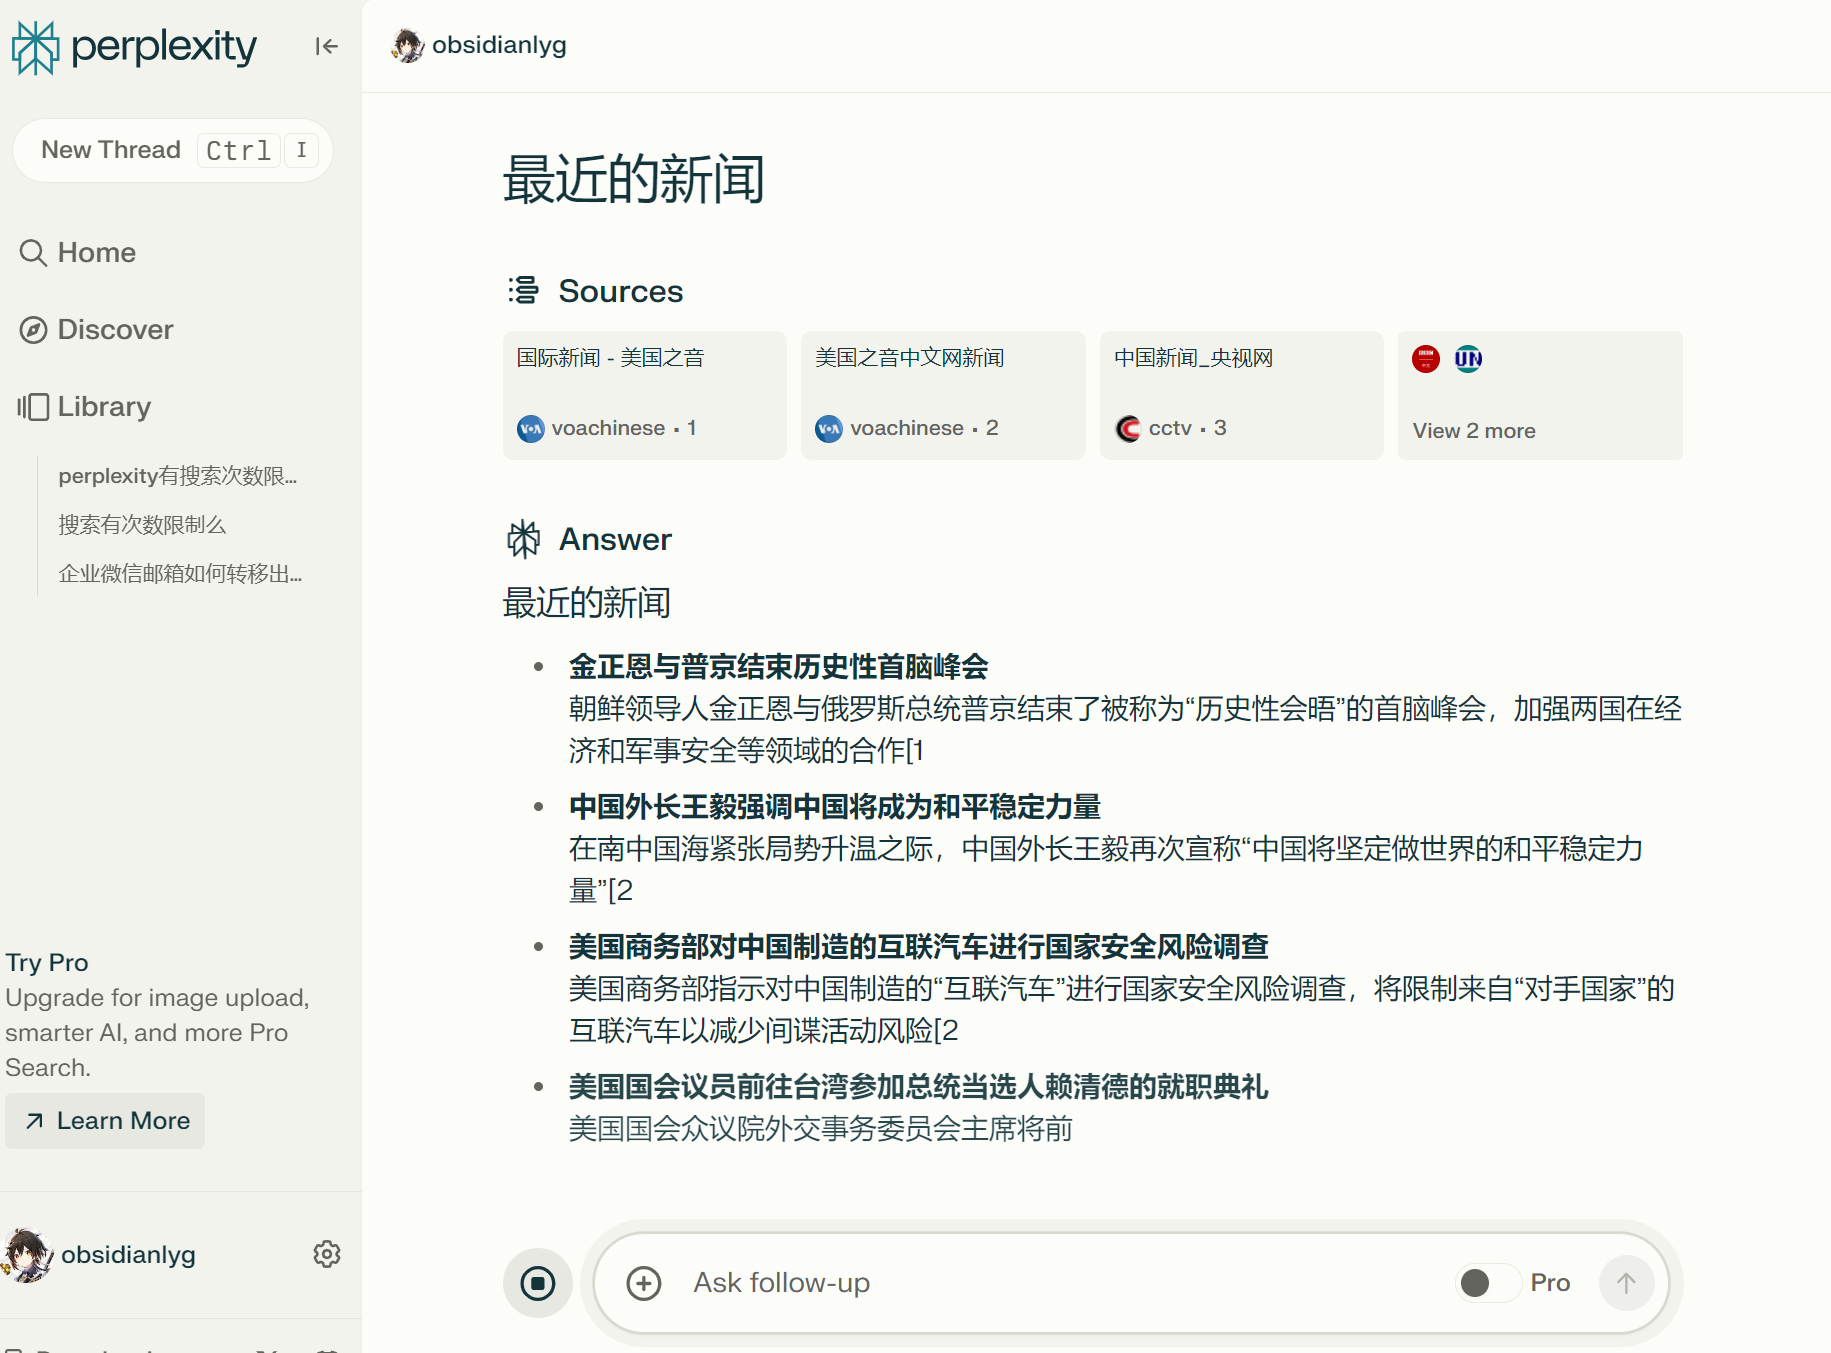 perplexity
New Thread Ctrl I
Home
Discover
Library
perplexity有搜索次数限...
搜索有次数限制么
企业微信邮箱如何转移出...
Try Pro
Upgrade for image upload,
smarter AI, and more Pro
Search.
Learn More
obsidianlyg
obsidianlyg
最近的新闻
Sources
国际新闻 - 美国之音
voachinese · 1
美国之音中文网新闻
voachinese · 2
中国新闻_央视网
cctv · 3
UN
View 2 more
Answer
最近的新闻
金正恩与普京结束历史性首脑峰会
朝鲜领导人金正恩与俄罗斯总统普京结束了被称为“历史性会晤”的首脑峰会，加强两国在经
济和军事安全等领域的合作[1
中国外长王毅强调中国将成为和平稳定力量
在南中国海紧张局势升温之际，中国外长王毅再次宣称“中国将坚定做世界的和平稳定力
量”[2
美国商务部对中国制造的互联汽车进行国家安全风险调查
美国商务部指示对中国制造的“互联汽车”进行国家安全风险调查，将限制来自“对手国家”的
互联汽车以减少间谍活动风险[2
美国国会议员前往台湾参加总统当选人赖清德的就职典礼
美国国会众议院外交事务委员会主席将前
Ask follow-up
Pro